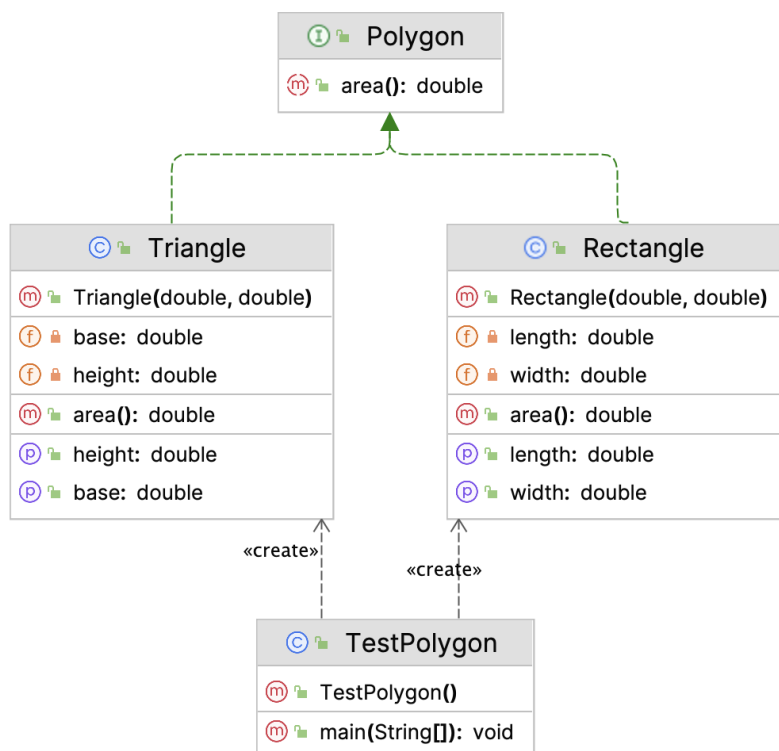 I Polygon
m area(): double
C Triangle
m Triangle(double, double)
f base: double
f height: double
m area(): double
p height: double
p base: double
C Rectangle
m Rectangle(double, double)
f length: double
f width: double
m area(): double
p length: double
p width: double
«create»
«create»
C TestPolygon
m TestPolygon()
m main(String[]): void